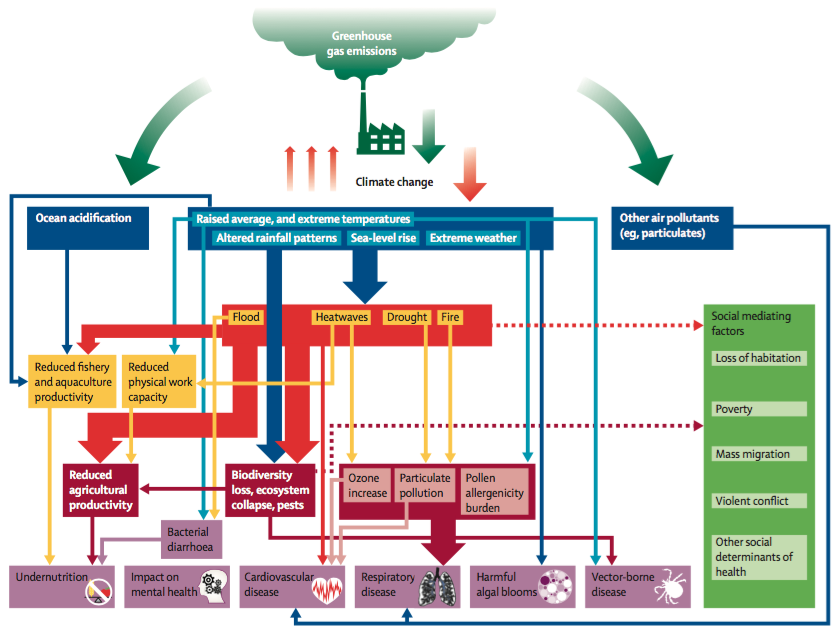 Greenhouse
gas emissions
Climate change
Ocean acidification
Raised average, and extreme temperatures
Altered rainfall patterns
Sea-level rise
Extreme weather
Other air pollutants
(eg, particulates)
Flood
Heatwaves
Drought
Fire
Social mediating
factors
Loss of habitation
Poverty
Mass migration
Violent conflict
Other social
determinants of
health
Reduced fishery
and aquaculture
productivity
Reduced
physical work
capacity
Reduced
agricultural
productivity
Biodiversity
loss, ecosystem
collapse, pests
Ozone
increase
Particulate
pollution
Pollen
allergenicity
burden
Bacterial
diarrhoea
Undernutrition
Impact on
mental health
Cardiovascular
disease
Respiratory
disease
Harmful
algal blooms
Vector-borne
disease